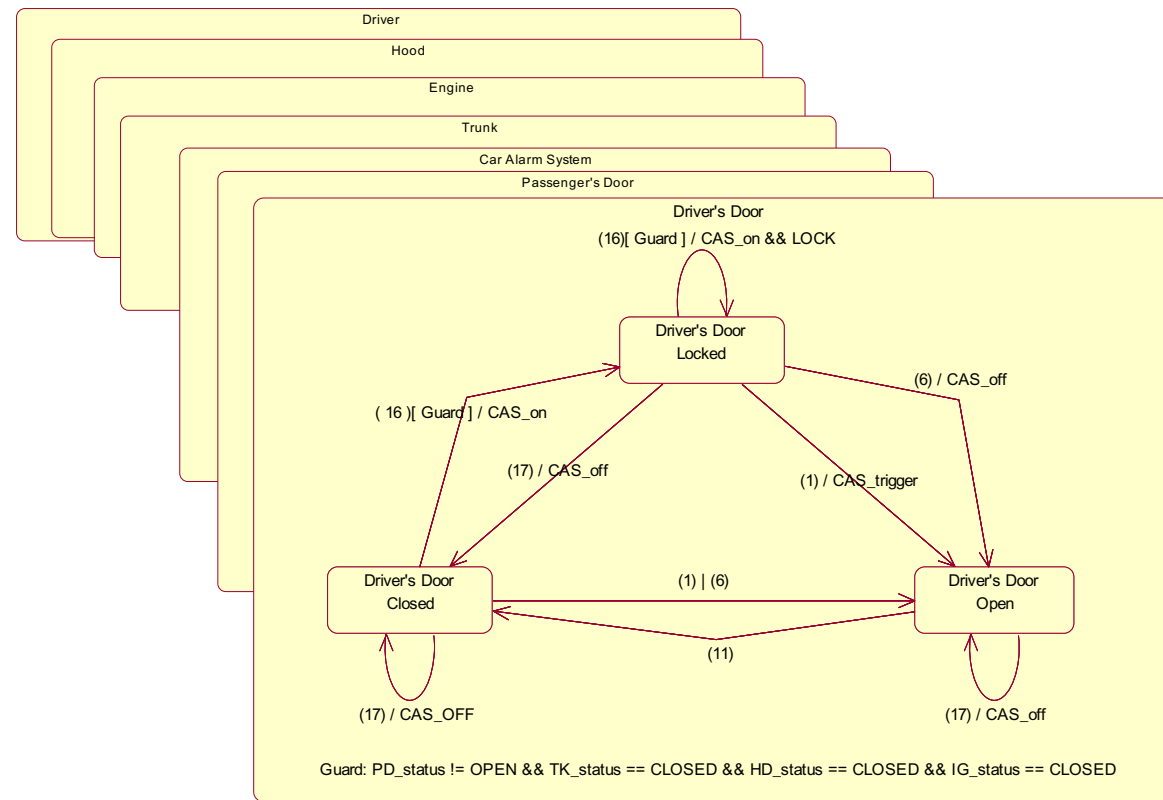 Driver
Hood
Engine
Trunk
Car Alarm System
Passenger's Door
Driver's Door
(16)[ Guard ] / CAS_on && LOCK
Driver's Door
Locked
(6) / CAS_off
( 16 )[ Guard ] / CAS_on
(17) / CAS_off
(1) / CAS_trigger
Driver's Door
Closed
(1) | (6)
Driver's Door
Open
(11)
(17) / CAS_OFF
(17) / CAS_off
Guard: PD_status != OPEN && TK_status == CLOSED && HD_status == CLOSED && IG_status == CLOSED